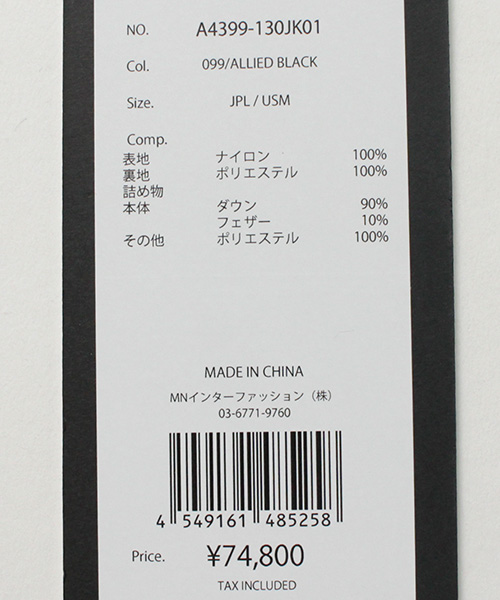 NO. A4399-130JK01
Col. 099/ALLIED BLACK
Size. JPL / USM
Comp.
表地 ナイロン 100%
裏地 ポリエステル 100%
詰め物
本体 ダウン 90%
フェザー 10%
その他 ポリエステル 100%
MADE IN CHINA
MNインターファッション（株）
03-6771-9760
4 549161 485258
Price. ¥74,800
TAX INCLUDED